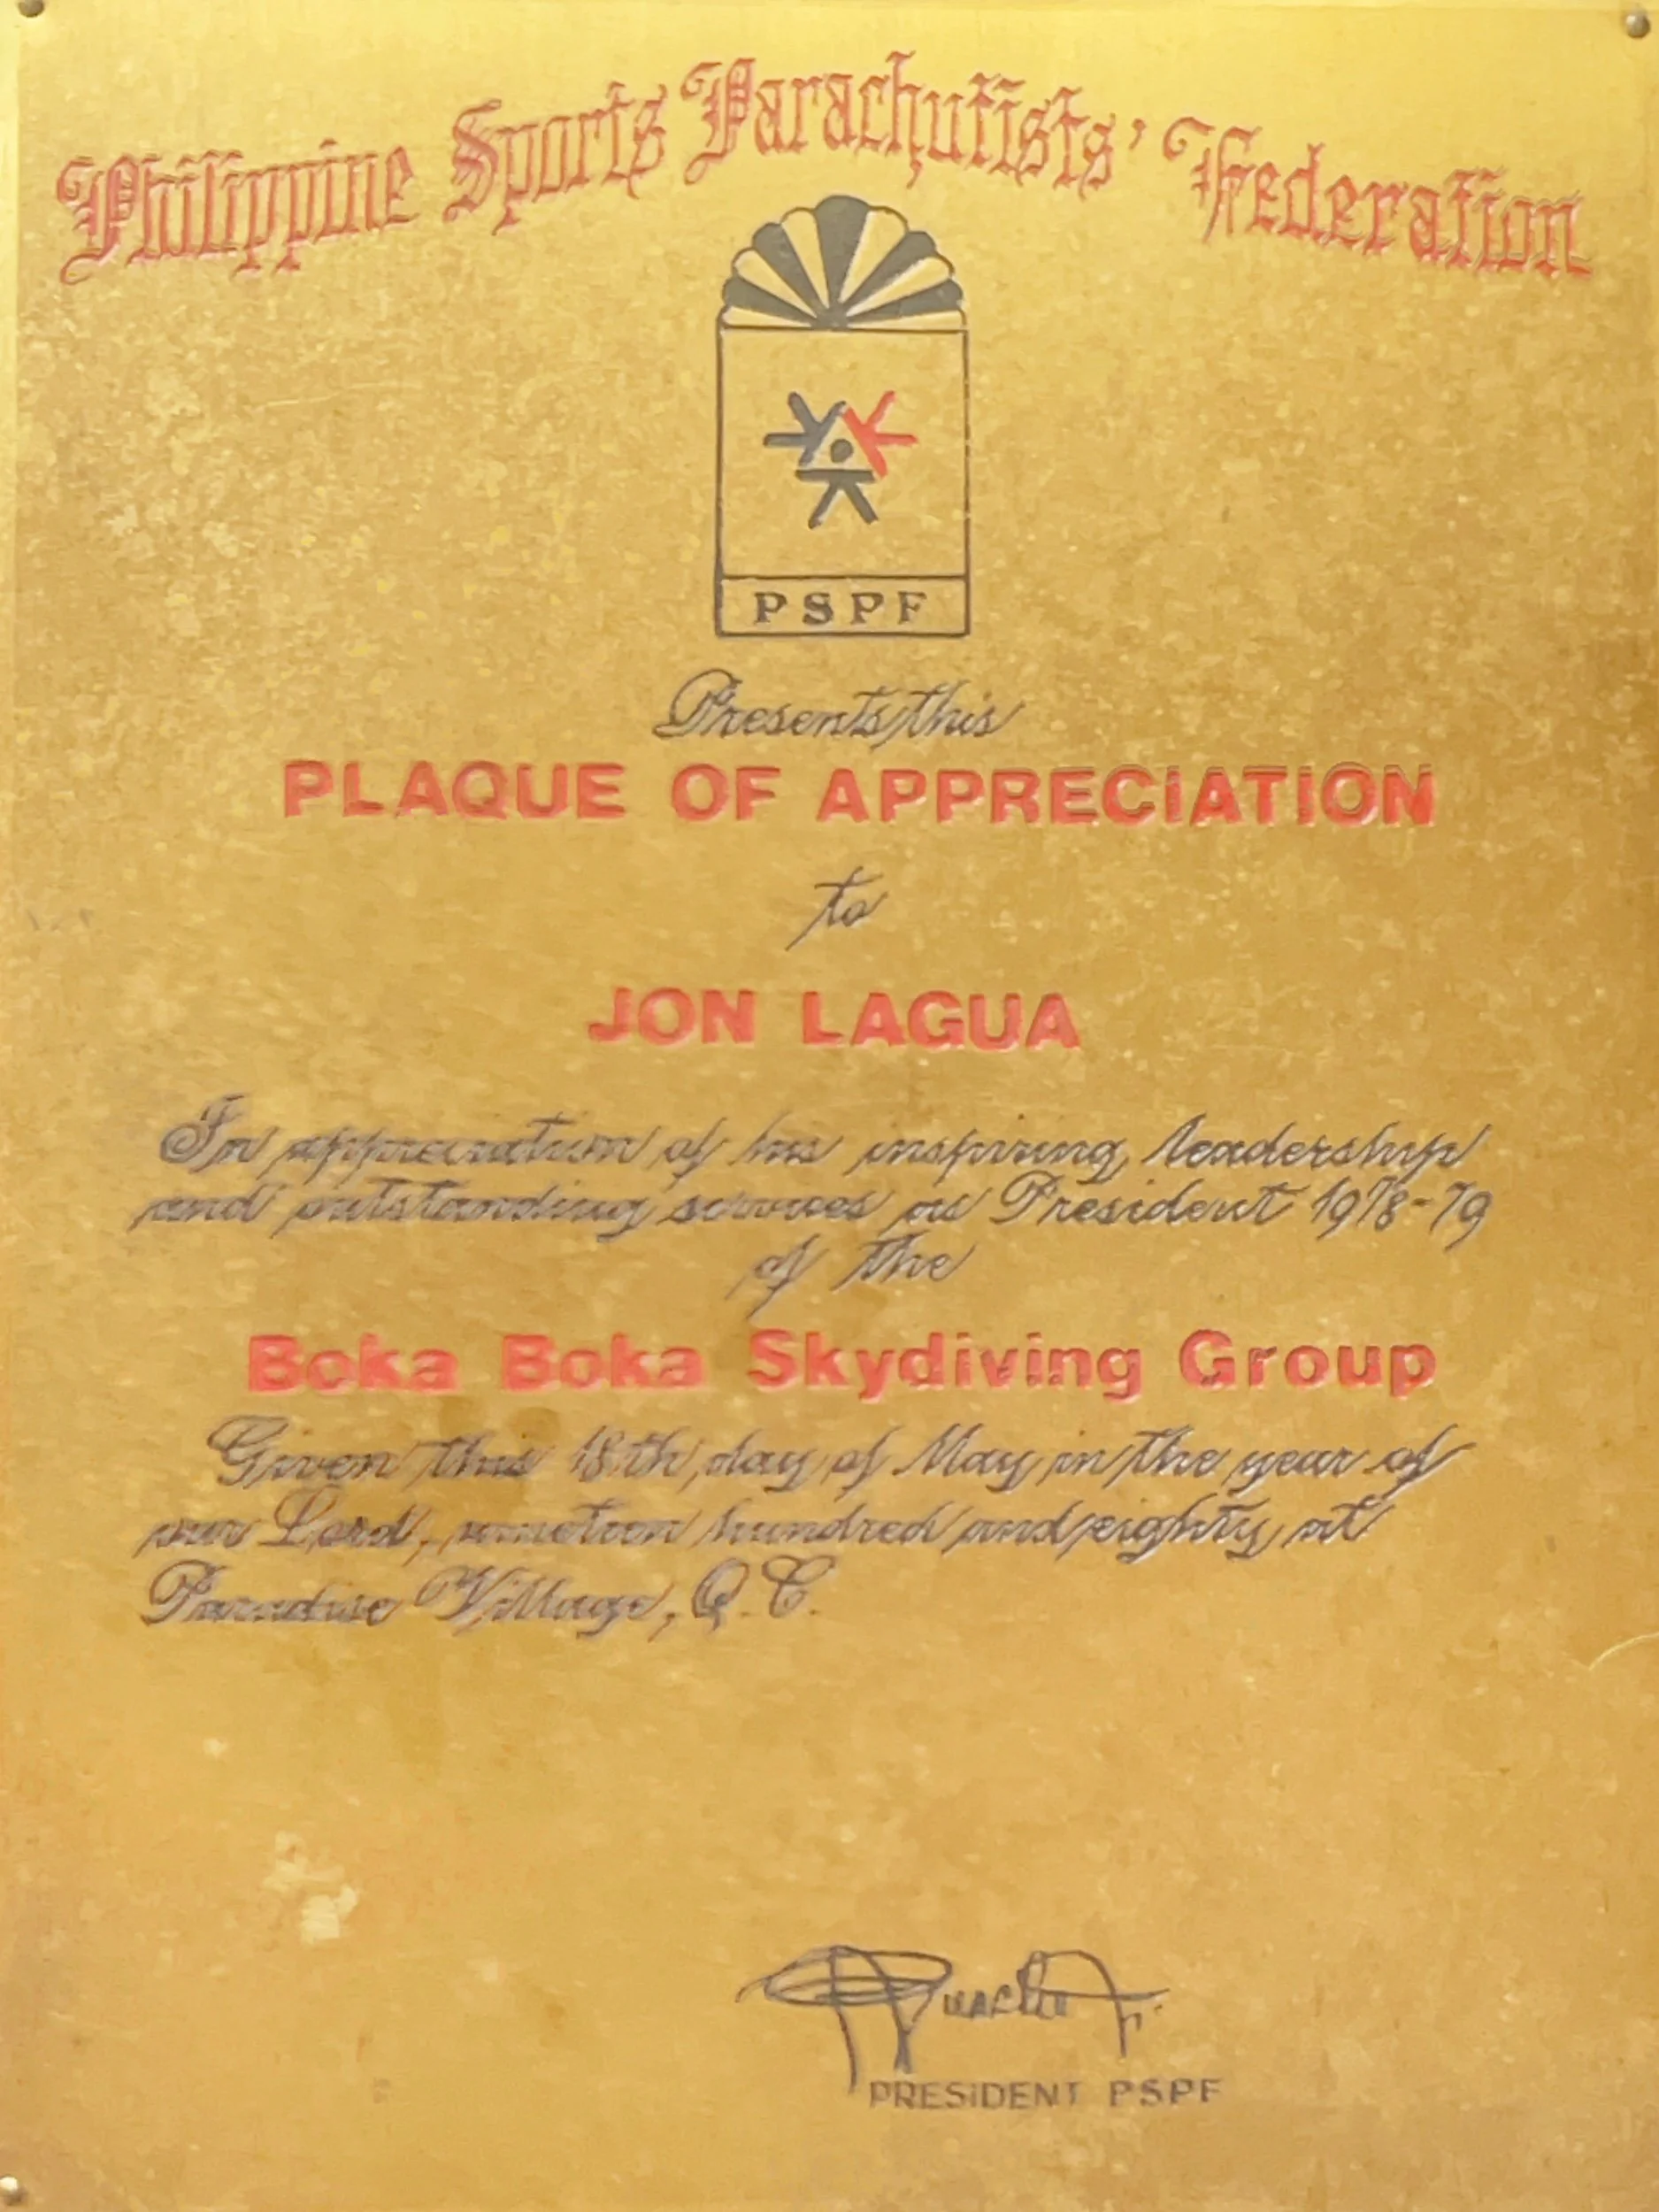 Philippine Sports Parachutists' Federation
PSPF
Presents this
PLAQUE OF APPRECIATION
to
JON LAGUA
In appreciation of his inspiring leadership
and outstanding services as President 1978-79
of the
Boka Boka Skydiving Group
Given this 18th day of May in the year of
our Lord, nineteen hundred and eighty at
Paradise Village, Q.C.
PRESIDENT PSPF